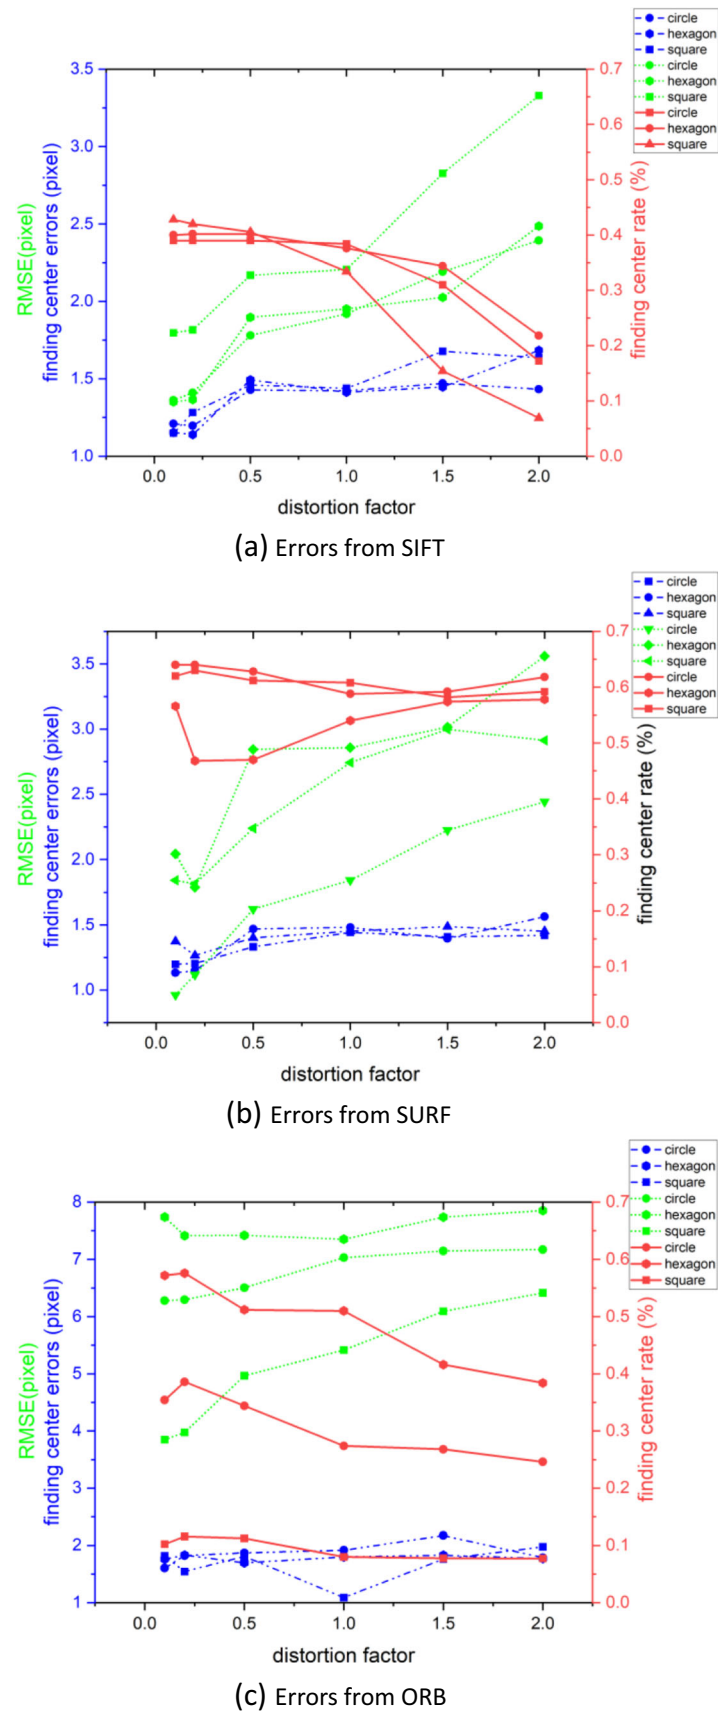 circle
hexagon
square
circle
hexagon
square
circle
hexagon
square
3.5
3.0
2.5
2.0
1.5
1.0
RMSE(pixel)
finding center errors (pixel)
0.7
0.6
0.5
0.4
0.3
0.2
0.1
0.0
finding center rate (%)
0.0 0.5 1.0 1.5 2.0
distortion factor
(a) Errors from SIFT
circle
hexagon
square
circle
hexagon
square
circle
hexagon
square
3.5
3.0
2.5
2.0
1.5
1.0
RMSE(pixel)
finding center errors (pixel)
0.7
0.6
0.5
0.4
0.3
0.2
0.1
0.0
finding center rate (%)
0.0 0.5 1.0 1.5 2.0
distortion factor
(b) Errors from SURF
circle
hexagon
square
circle
hexagon
square
circle
hexagon
square
8
7
6
5
4
3
2
1
RMSE(pixel)
finding center errors (pixel)
0.7
0.6
0.5
0.4
0.3
0.2
0.1
0.0
finding center rate (%)
0.0 0.5 1.0 1.5 2.0
distortion factor
(c) Errors from ORB